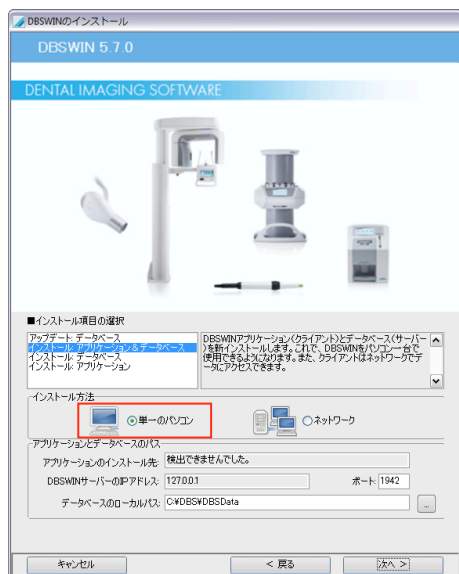 DBSWINのインストール
DBSWIN 5.7.0
DENTAL IMAGING SOFTWARE
■インストール項目の選択
アップデート: データベース
インストール: アプリケーション&データベース
インストール: データベース
インストール: アプリケーション
DBSWINアプリケーション(クライアント)とデータベース(サーバー
)を新インストールします。これで、DBSWINをパソコン一台で
使用できるようになります。また、クライアントはネットワークでデ
ータにアクセスできます。
インストール方法
単一のパソコン
ネットワーク
アプリケーションとデータベースのパス
アプリケーションのインストール先: 検出できませんでした。
DBSWINサーバーのIPアドレス: 127.0.0.1 ポート: 1942
データベースのローカルパス: C:¥DBS¥DBSData ...
キャンセル < 戻る 次へ >